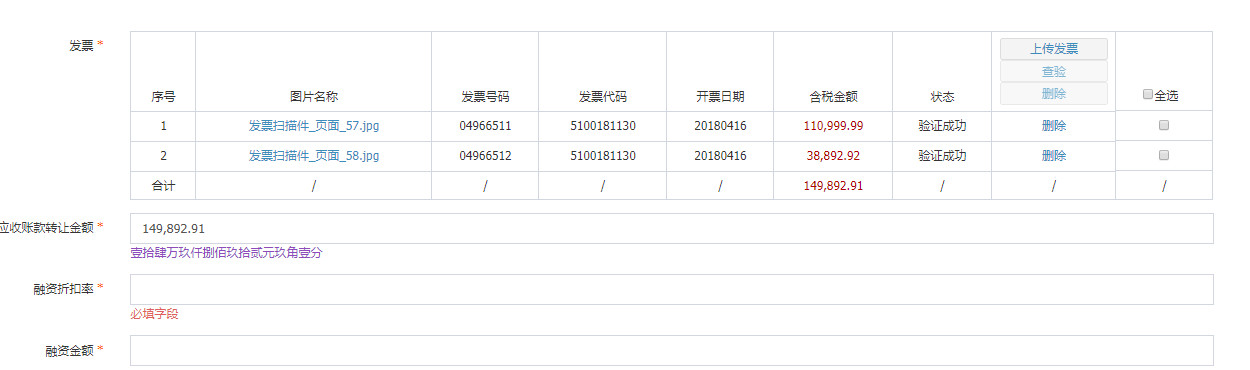 发票 *
上传发票
查验
删除
序号 图片名称 发票号码 发票代码 开票日期 含税金额 状态 全选
1 发票扫描件_页面_57.jpg 04966511 5100181130 20180416 110,999.99 验证成功 删除
2 发票扫描件_页面_58.jpg 04966512 5100181130 20180416 38,892.92 验证成功 删除
合计 / / / / 149,892.91 / / /
应收账款转让金额 * 149,892.91
壹拾肆万玖仟捌佰玖拾贰元玖角壹分
融资折扣率 *
必填字段
融资金额 *